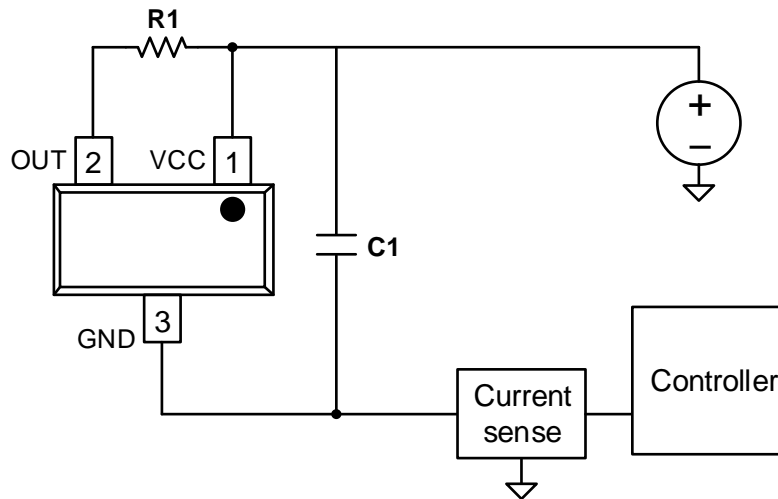 R1
OUT
2
VCC
1
+
−
C1
GND
3
Current
sense
Controller